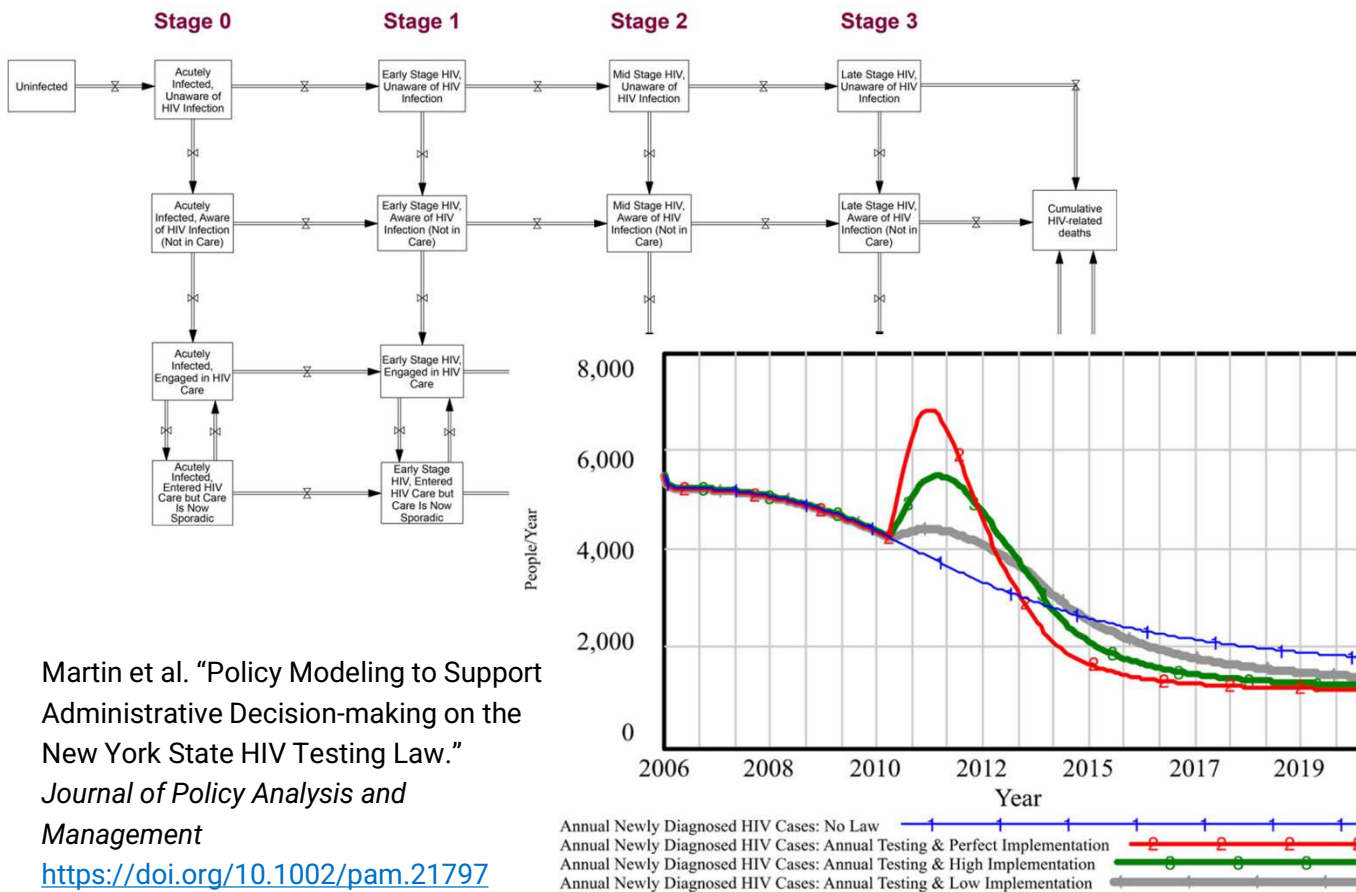 Stage 0
Stage 1
Stage 2
Stage 3
Uninfected
Acutely
Infected,
Unaware of
HIV Infection
Early Stage HIV,
Unaware of HIV
Infection
Mid Stage HIV,
Unaware of HIV
Infection
Late Stage HIV,
Unaware of HIV
Infection
Acutely
Infected, Aware
of HIV Infection
(Not in Care)
Early Stage HIV,
Aware of HIV
Infection (Not in
Care)
Mid Stage HIV,
Aware of HIV
Infection (Not in
Care)
Late Stage HIV,
Aware of HIV
Infection (Not in
Care)
Cumulative
HIV-related
deaths
Acutely
Infected,
Engaged in HIV
Care
Early Stage HIV,
Engaged in HIV
Care
Acutely
Infected,
Entered HIV
Care but Care
Is Now
Sporadic
Early Stage
HIV, Entered
HIV Care but
Care Is Now
Sporadic
8,000
6,000
4,000
2,000
0
People/Year
2006 2008 2010 2012 2015 2017 2019
Year
Annual Newly Diagnosed HIV Cases: No Law
Annual Newly Diagnosed HIV Cases: Annual Testing & Perfect Implementation
Annual Newly Diagnosed HIV Cases: Annual Testing & High Implementation
Annual Newly Diagnosed HIV Cases: Annual Testing & Low Implementation
Martin et al. “Policy Modeling to Support
Administrative Decision-making on the
New York State HIV Testing Law.”
Journal of Policy Analysis and
Management
https://doi.org/10.1002/pam.21797